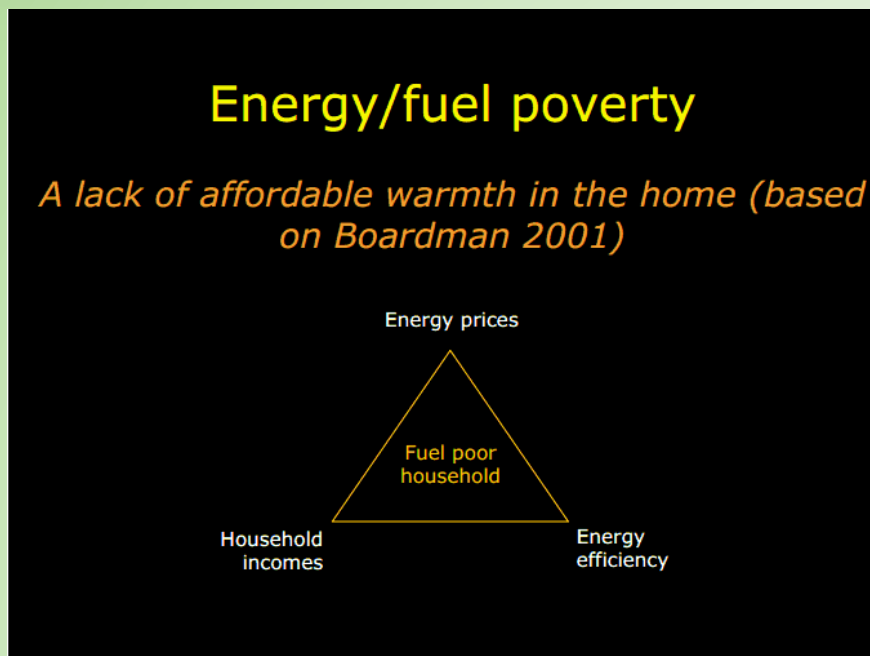 Energy/fuel poverty
A lack of affordable warmth in the home (based
on Boardman 2001)
Energy prices
Fuel poor
household
Household
incomes
Energy
efficiency